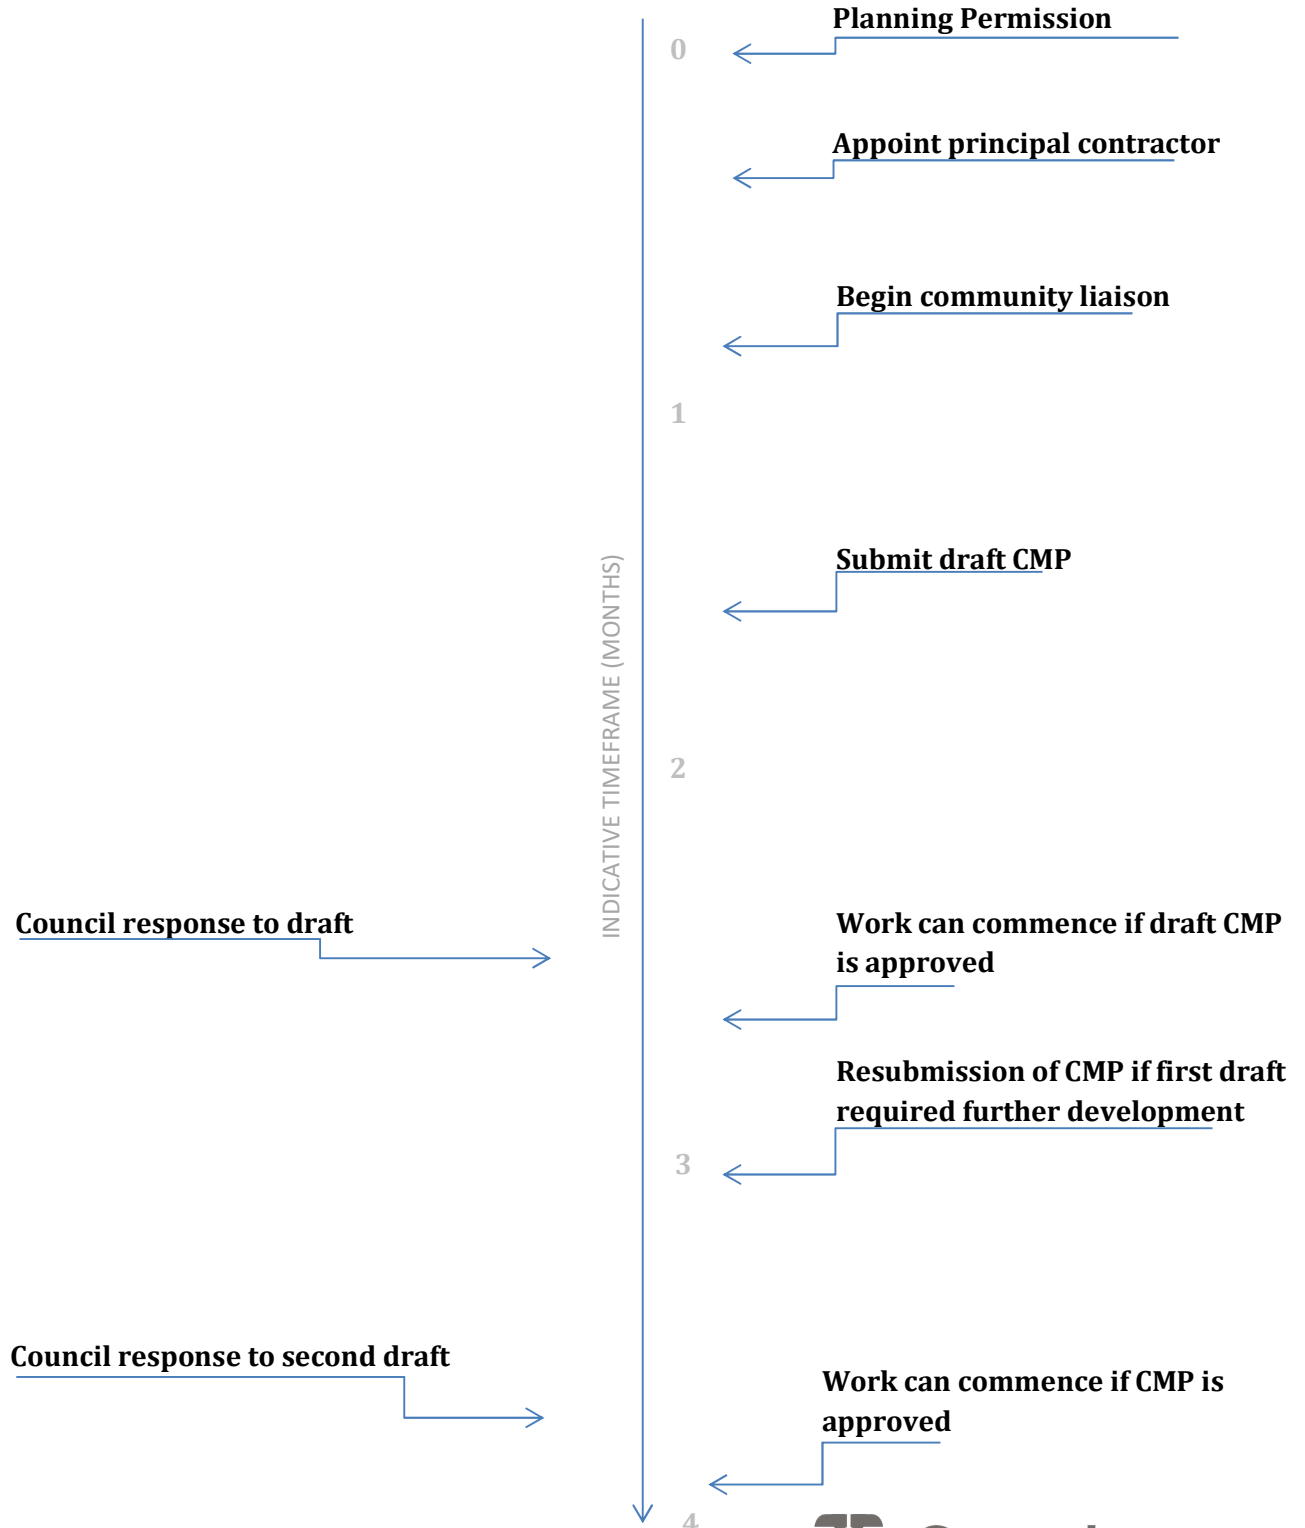 Planning Permission
0
Appoint principal contractor
Begin community liaison
1
Submit draft CMP
INDICATIVE TIMEFRAME (MONTHS)
2
Council response to draft
Work can commence if draft CMP
is approved
Resubmission of CMP if first draft
required further development
3
Council response to second draft
Work can commence if CMP is
approved
4